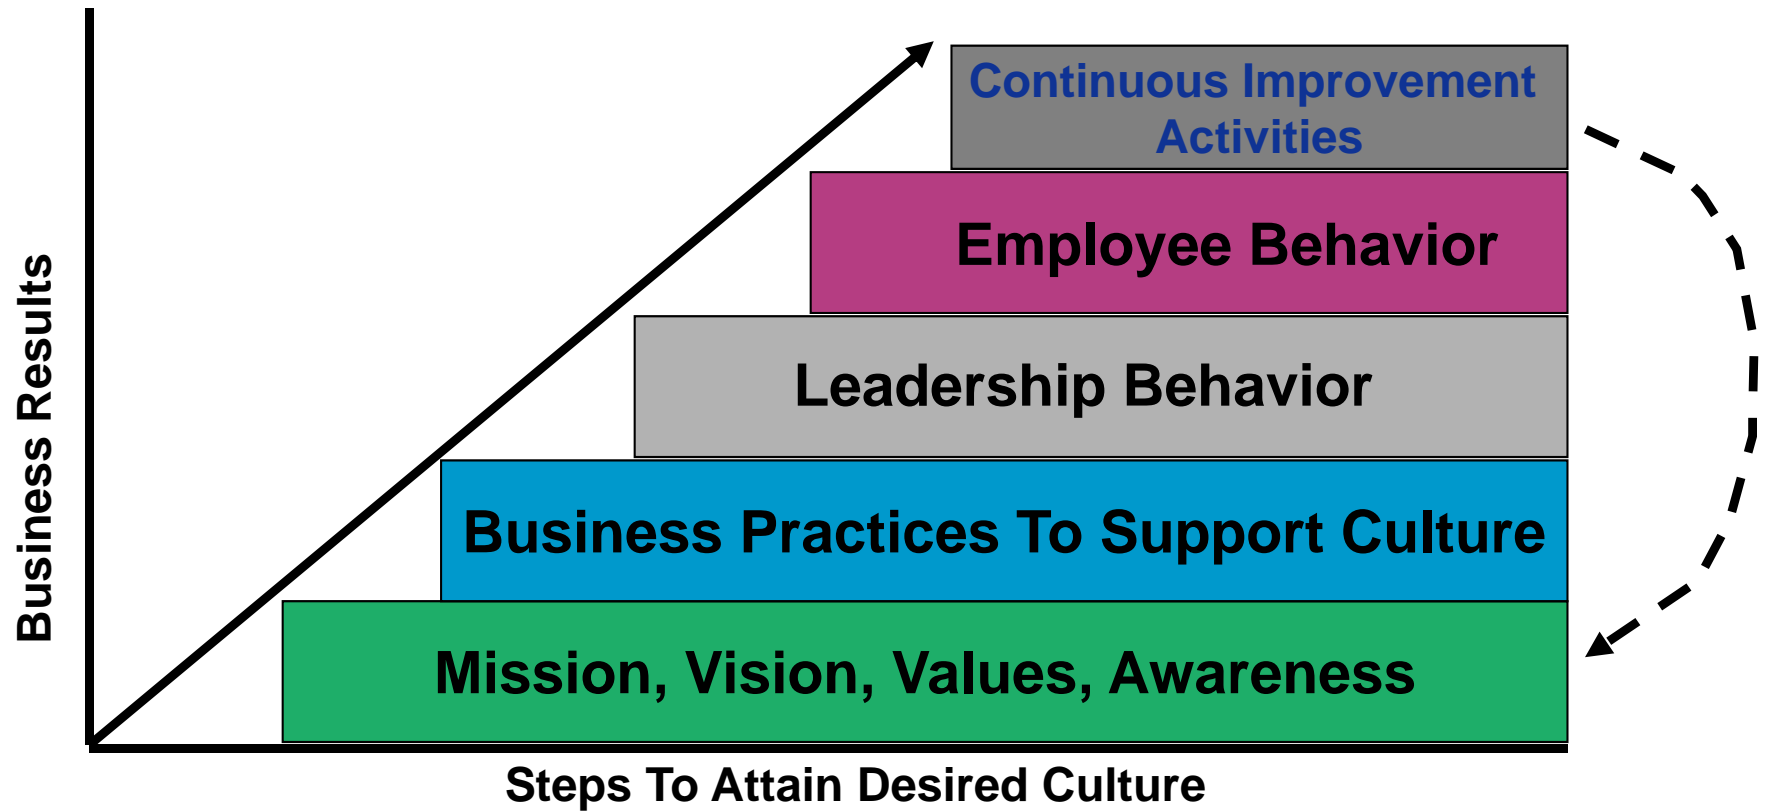 Continuous Improvement
Activities
Employee Behavior
Leadership Behavior
Business Practices To Support Culture
Mission, Vision, Values, Awareness
Business Results
Steps To Attain Desired Culture